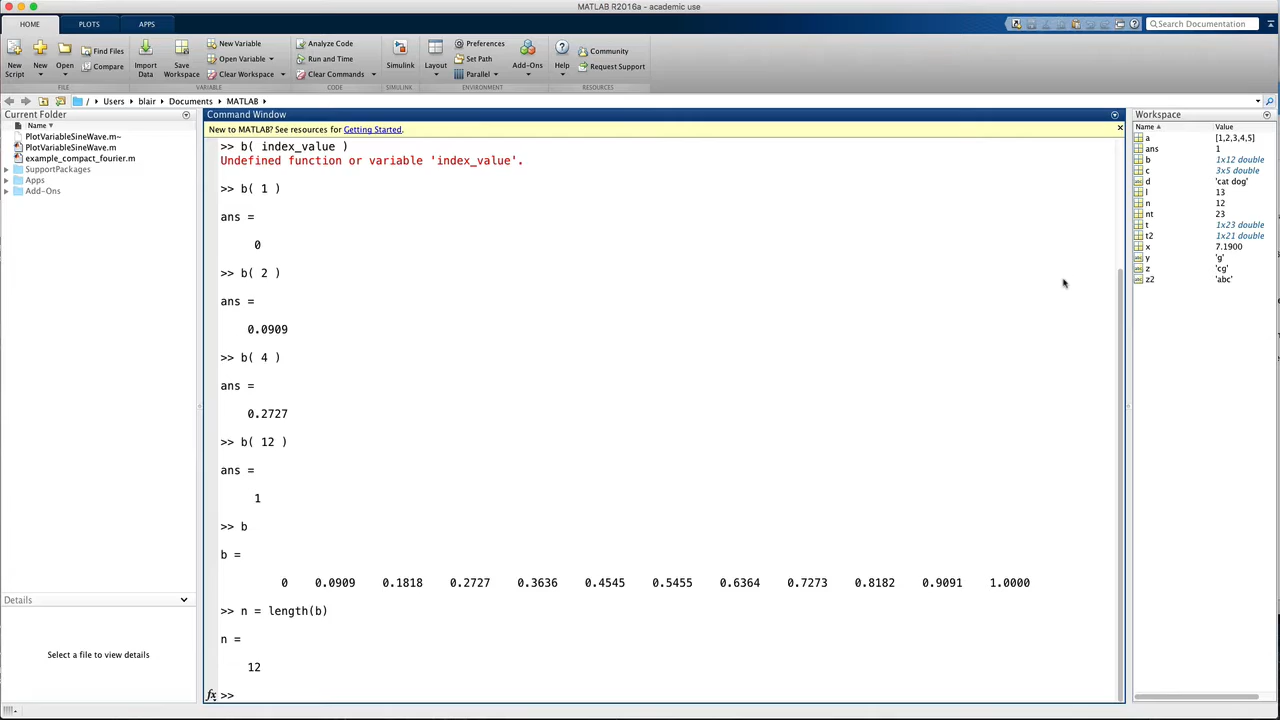 MATLAB R2016a - academic use
HOME PLOTS APPS
Search Documentation
New Script
New
Open
Find Files
Compare
FILE
Import Data
Save Workspace
New Variable
Open Variable
Clear Workspace
VARIABLE
Analyze Code
Run and Time
Clear Commands
CODE
Simulink
SIMULINK
Layout
Preferences
Set Path
Parallel
ENVIRONMENT
Add-Ons
Help
Community
Request Support
RESOURCES
/ Users blair Documents MATLAB
Current Folder
Name
PlotVariableSineWave.m~
PlotVariableSineWave.m
example_compact_fourier.m
SupportPackages
Apps
Add-Ons
Details
Select a file to view details
Command Window
New to MATLAB? See resources for Getting Started.
>> b( index_value )
Undefined function or variable 'index_value'.
>> b( 1 )
ans =
0
>> b( 2 )
ans =
0.0909
>> b( 4 )
ans =
0.2727
>> b( 12 )
ans =
1
>> b
b =
0 0.0909 0.1818 0.2727 0.3636 0.4545 0.5455 0.6364 0.7273 0.8182 0.9091 1.0000
>> n = length(b)
n =
12
fx >>
Workspace
Name Value
a [1,2,3,4,5]
ans 1
b 1x12 double
c 3x5 double
d 'cat dog'
l 13
n 12
nt 23
t 1x23 double
t2 1x21 double
x 7.1900
y 'g'
z 'cg'
z2 'abc'